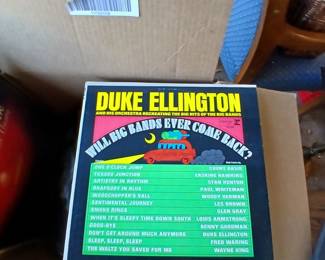 DUKE ELLINGTON
AND HIS ORCHESTRA RECREATING THE BIG HITS OF THE BIG BANDS
WILL BIG BANDS EVER COME BACK?
ONE O'CLOCK JUMP COUNT BASIE
TUXEDO JUNCTION ERSKINE HAWKINS
ARTISTRY IN RHYTHM STAN KENTON
RHAPSODY IN BLUE PAUL WHITEMAN
WOODCHOPPER'S BALL WOODY HERMAN
SENTIMENTAL JOURNEY LES BROWN
SMOKE RINGS GLEN GRAY
WHEN IT'S SLEEPY TIME DOWN SOUTH LOUIS ARMSTRONG
GOOD-BYE BENNY GOODMAN
DON'T GET AROUND MUCH ANYMORE DUKE ELLINGTON
SLEEP, SLEEP, SLEEP FRED WARING
THE WALTZ YOU SAVED FOR ME WAYNE KING